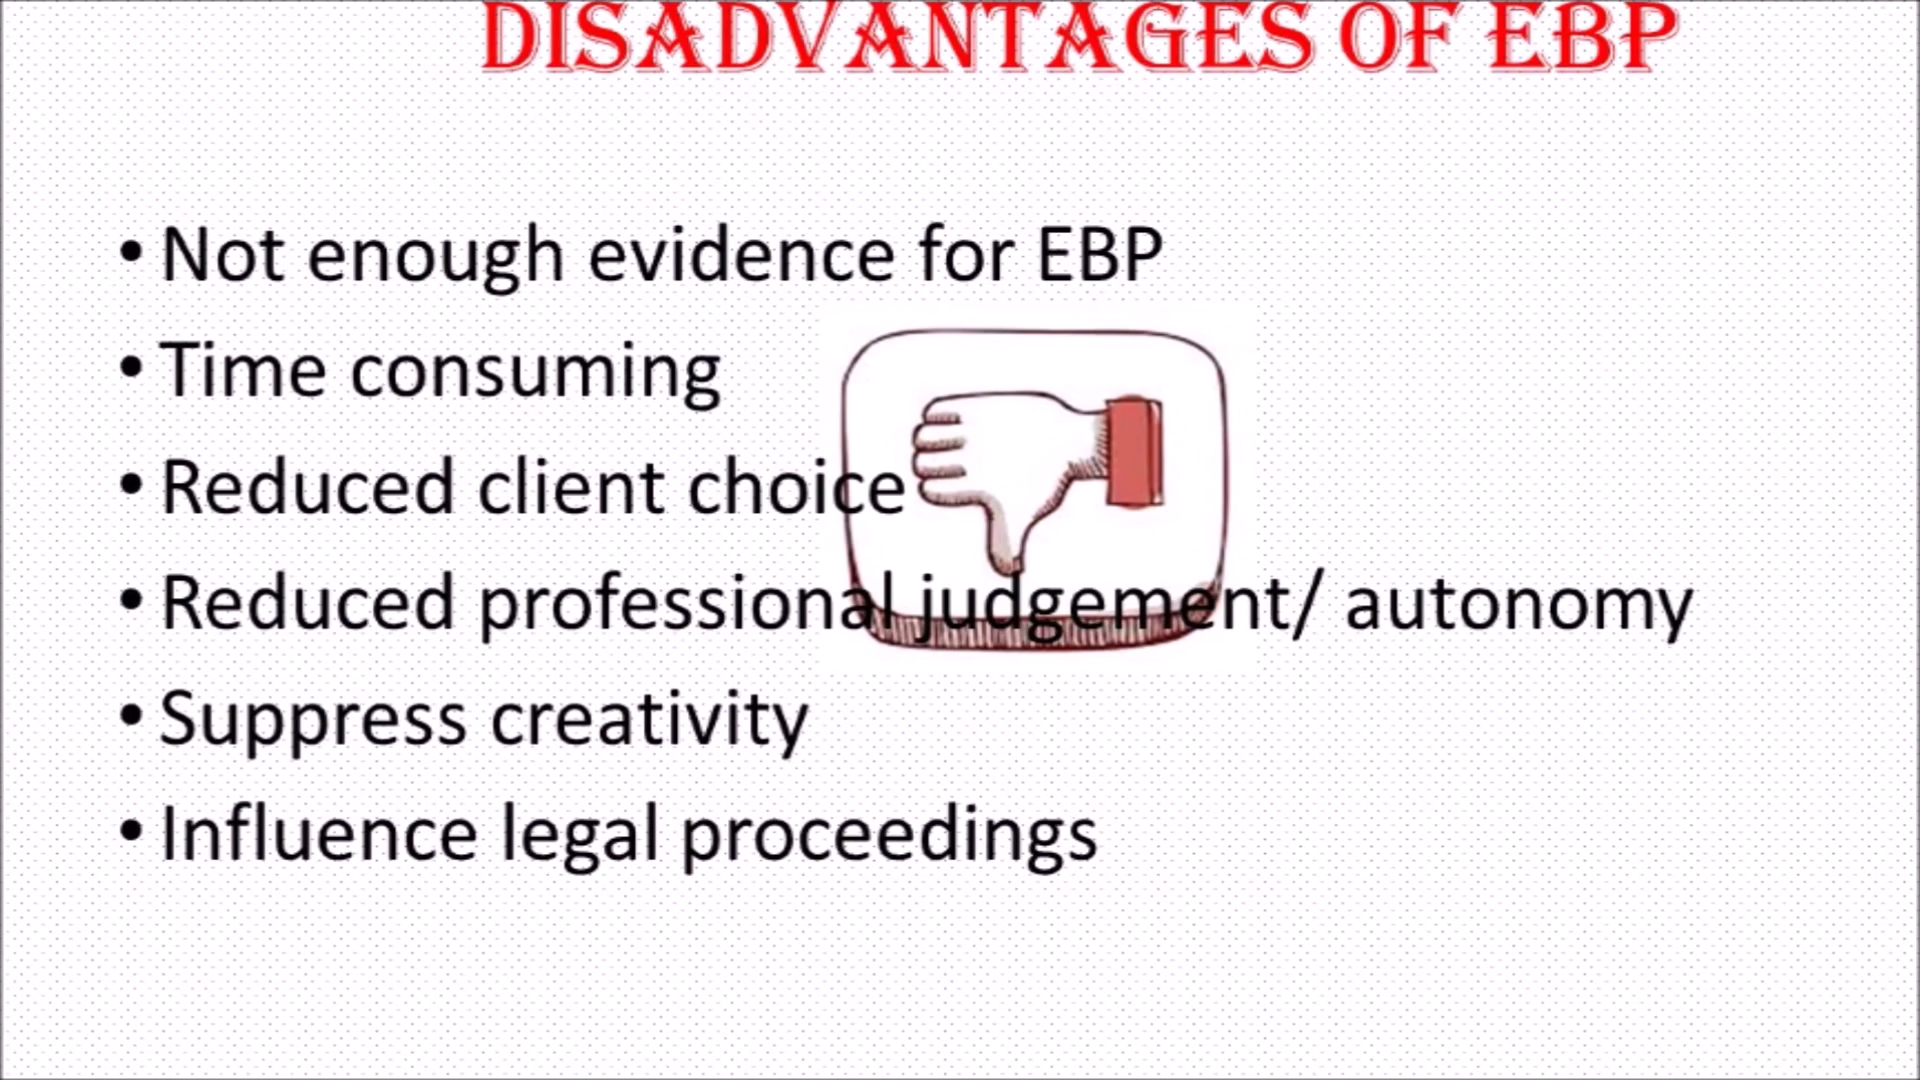 DISADVANTAGES OF EBP
• Not enough evidence for EBP
• Time consuming
• Reduced client choice
• Reduced professional judgement/ autonomy
• Suppress creativity
• Influence legal proceedings